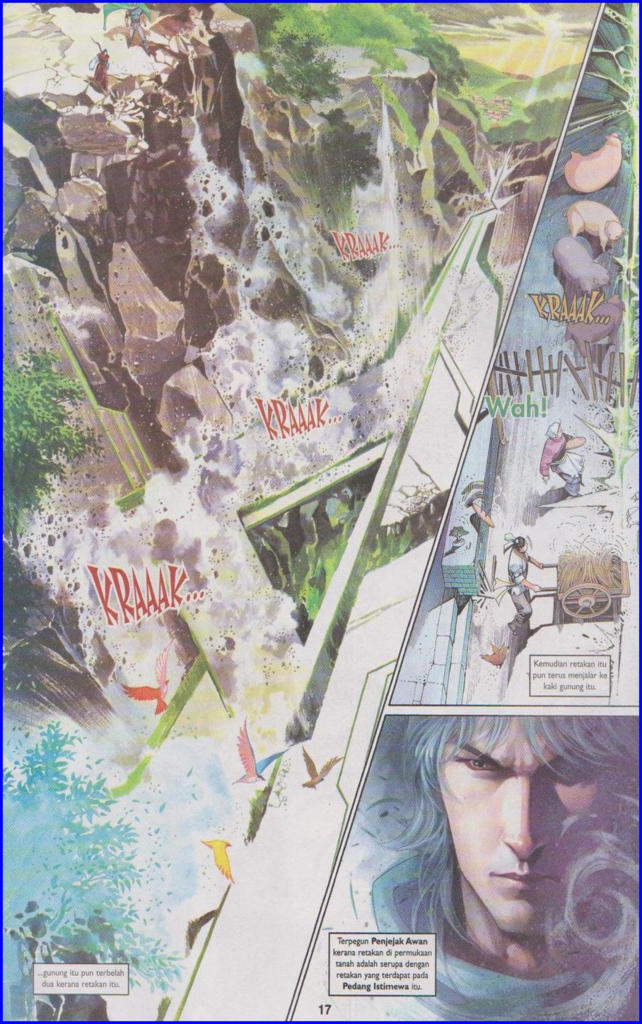 KRAAAK...
KRAAAK...
KRAAAK...
...gunung itu pun terbelah
dua kerana retakan itu.
KRAAAK...
Wah!
Kemudian retakan itu
pun terus menjalar ke
kaki gunung itu.
Terpegun Penjejak Awan
kerana retakan di permukaan
tanah adalah serupa dengan
retakan yang terdapat pada
Pedang Istimewa itu.
17